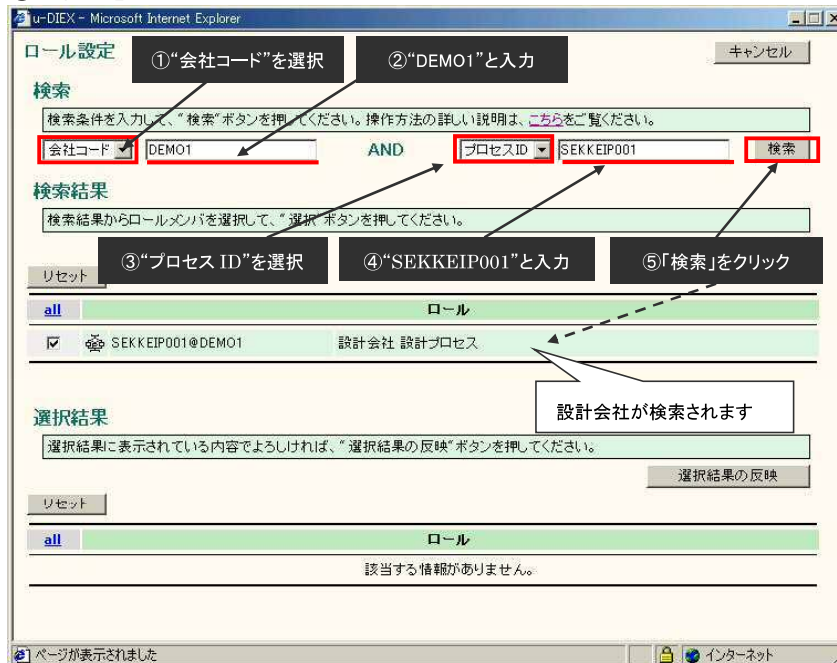 u-DIEX - Microsoft Internet Explorer
ロール設定
①“会社コード”を選択
②“DEMO1”と入力
キャンセル
検索
検索条件を入力して、“検索”ボタンを押してください。操作方法の詳しい説明は、こちらをご覧ください。
会社コード DEMO1 AND プロセスID SEKKEIP001 検索
検索結果
検索結果からロールメンバを選択して、“選択”ボタンを押してください。
③“プロセス ID”を選択
④“SEKKEIP001”と入力
⑤「検索」をクリック
リセット
all ロール
SEKKEIP001@DEMO1 設計会社 設計プロセス
設計会社が検索されます
選択結果
選択結果に表示されている内容でよろしければ、“選択結果の反映”ボタンを押してください。
選択結果の反映
リセット
all ロール
該当する情報がありません。
ページが表示されました インターネット